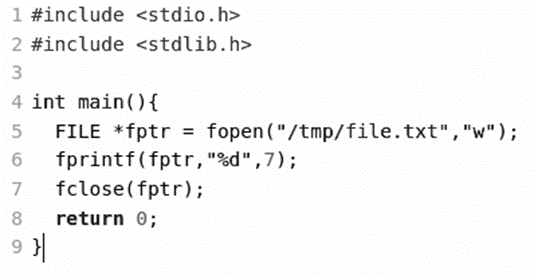 1 #include <stdio.h>
2 #include <stdlib.h>
3
4 int main(){
5   FILE *fptr = fopen("/tmp/file.txt","w");
6   fprintf(fptr,"%d",7);
7   fclose(fptr);
8   return 0;
9 }